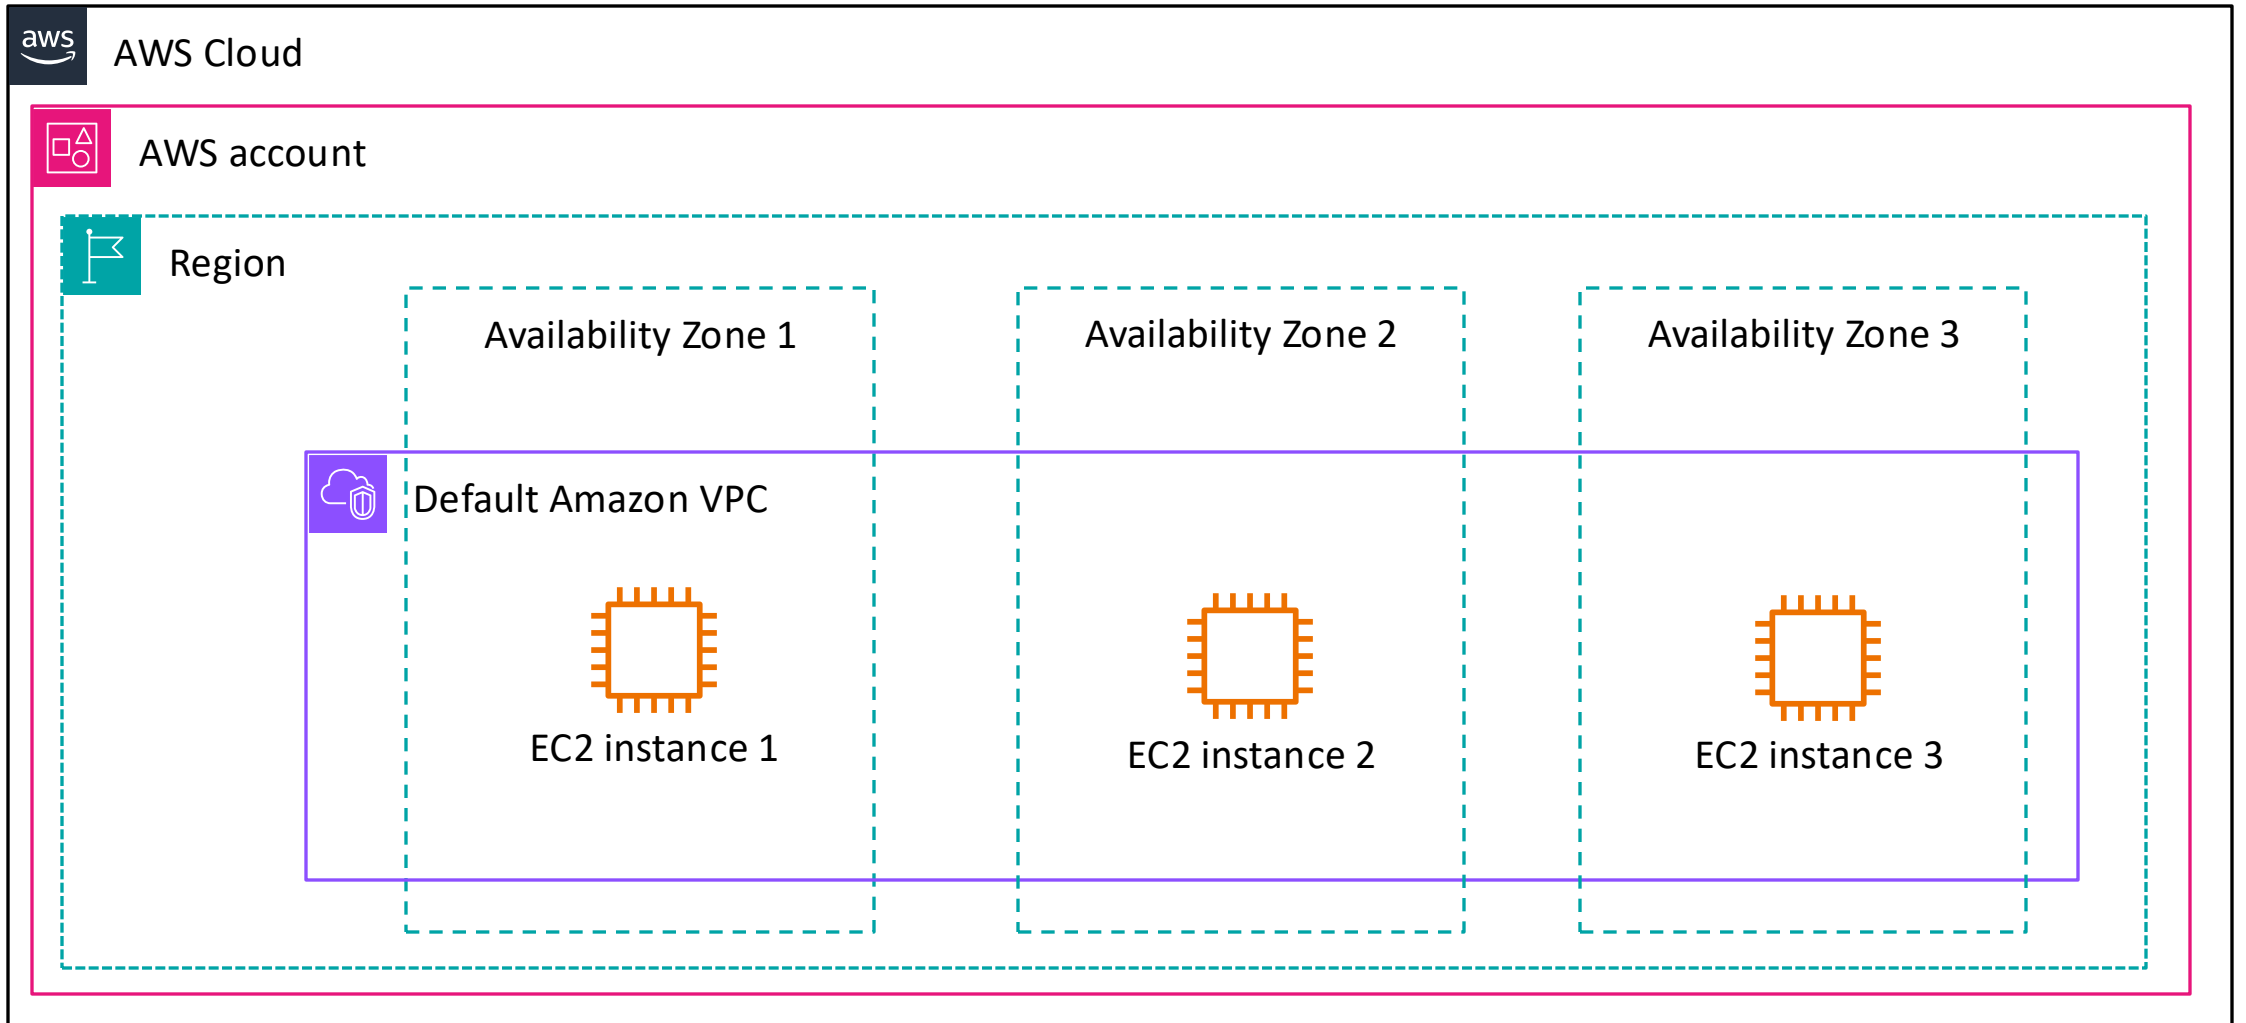 aws
AWS Cloud
AWS account
Region
Availability Zone 1
Availability Zone 2
Availability Zone 3
Default Amazon VPC
EC2 instance 1
EC2 instance 2
EC2 instance 3